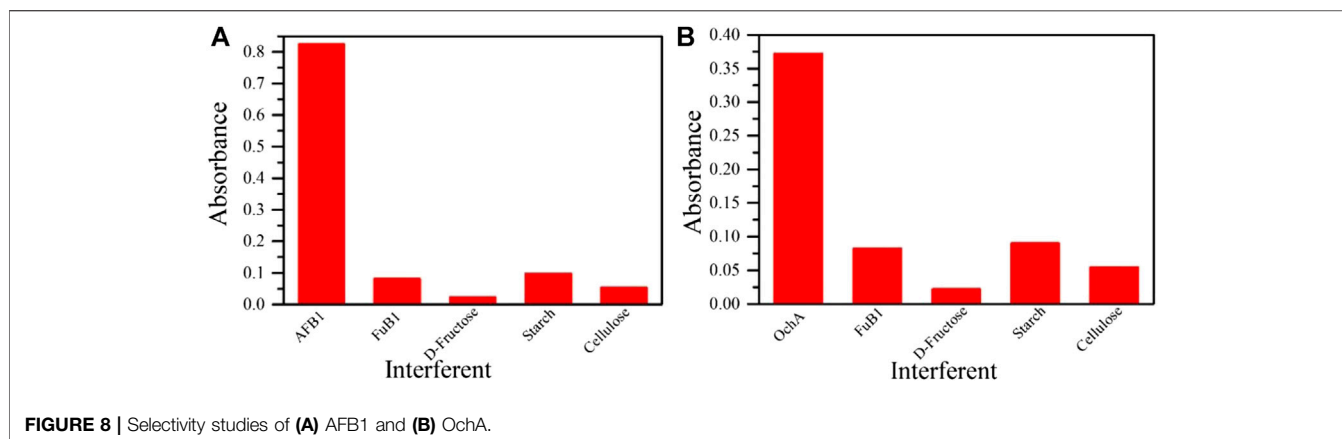 A
Absorbance
0.8
0.7
0.6
0.5
0.4
0.3
0.2
0.1
0.0
AFB1
FuB1
D-Fructose
Starch
Cellulose
Interferent
B
Absorbance
0.40
0.35
0.30
0.25
0.20
0.15
0.10
0.05
0.00
OchA
FuB1
D-Fructose
Starch
Cellulose
Interferent
FIGURE 8 | Selectivity studies of (A) AFB1 and (B) OchA.